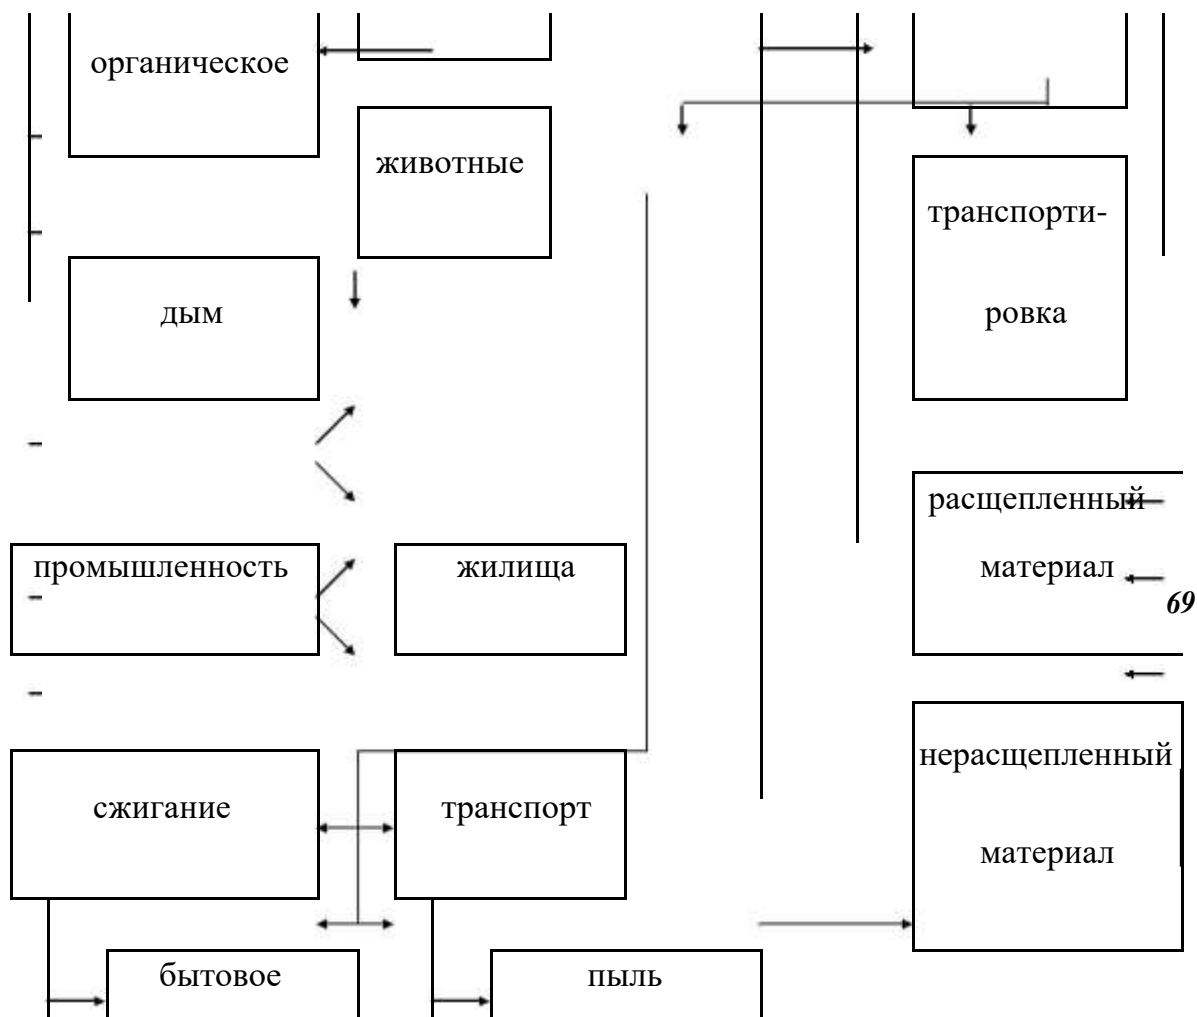 органическое
животные
транспорти-
дым
ровка
расщепленный
промышленность
жилища
материал
69
нерасщепленный
сжигание
транспорт
материал
бытовое
пыль